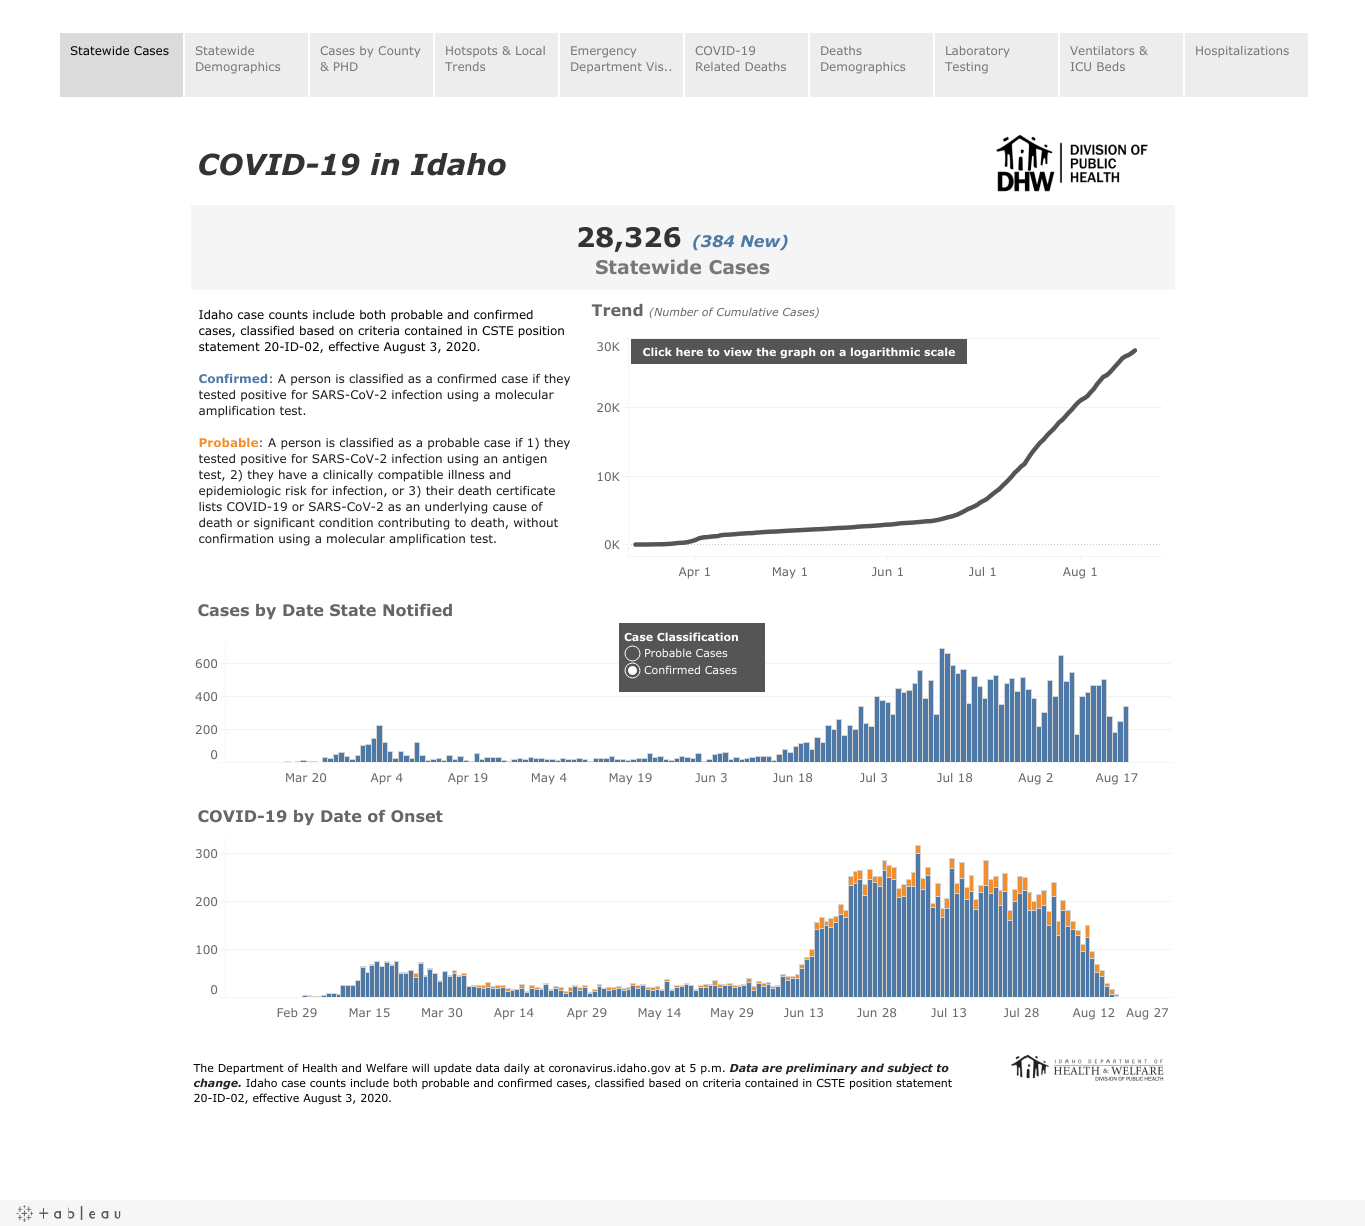 Statewide Cases
Statewide Demographics
Cases by County & PHD
Hotspots & Local Trends
Emergency Department Vis..
COVID-19 Related Deaths
Deaths Demographics
Laboratory Testing
Ventilators & ICU Beds
Hospitalizations
COVID-19 in Idaho
DHW
DIVISION OF
PUBLIC
HEALTH
28,326 (384 New)
Statewide Cases
Idaho case counts include both probable and confirmed
cases, classified based on criteria contained in CSTE position
statement 20-ID-02, effective August 3, 2020.
Confirmed: A person is classified as a confirmed case if they
tested positive for SARS-CoV-2 infection using a molecular
amplification test.
Probable: A person is classified as a probable case if 1) they
tested positive for SARS-CoV-2 infection using an antigen
test, 2) they have a clinically compatible illness and
epidemiologic risk for infection, or 3) their death certificate
lists COVID-19 or SARS-CoV-2 as an underlying cause of
death or significant condition contributing to death, without
confirmation using a molecular amplification test.
Trend (Number of Cumulative Cases)
Click here to view the graph on a logarithmic scale
30K
20K
10K
0K
Apr 1 May 1 Jun 1 Jul 1 Aug 1
Cases by Date State Notified
Case Classification
Probable Cases
Confirmed Cases
600
400
200
0
Mar 20 Apr 4 Apr 19 May 4 May 19 Jun 3 Jun 18 Jul 3 Jul 18 Aug 2 Aug 17
COVID-19 by Date of Onset
300
200
100
0
Feb 29 Mar 15 Mar 30 Apr 14 Apr 29 May 14 May 29 Jun 13 Jun 28 Jul 13 Jul 28 Aug 12 Aug 27
The Department of Health and Welfare will update data daily at coronavirus.idaho.gov at 5 p.m. Data are preliminary and subject to
change. Idaho case counts include both probable and confirmed cases, classified based on criteria contained in CSTE position statement
20-ID-02, effective August 3, 2020.
IDAHO DEPARTMENT OF
HEALTH & WELFARE
DIVISION OF PUBLIC HEALTH
+ableau